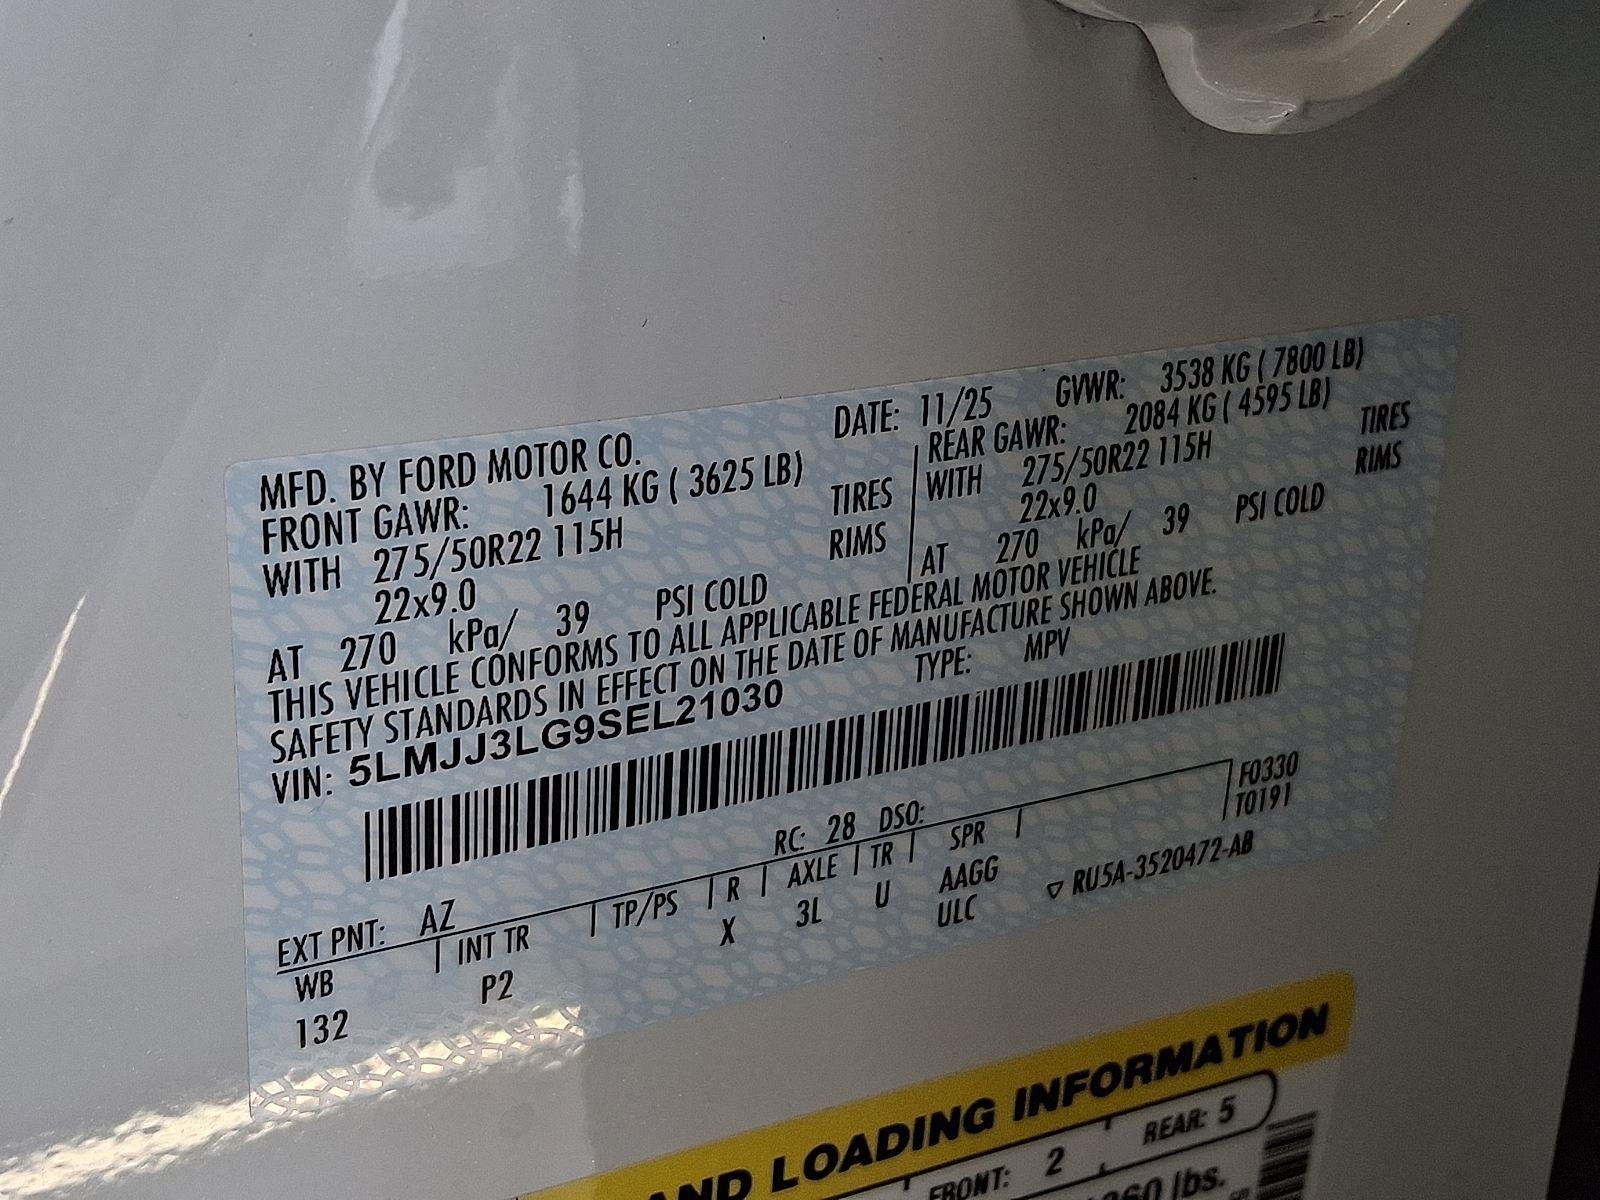 MFD. BY FORD MOTOR CO.
DATE: 11/25 GVWR: 3538 KG ( 7800 LB)
FRONT GAWR: 1644 KG ( 3625 LB)
WITH 275/50R22 115H TIRES
22x9.0 RIMS
AT 270 kPa/ 39 PSI COLD
REAR GAWR: 2084 KG ( 4595 LB)
WITH 275/50R22 115H TIRES
22x9.0 RIMS
AT 270 kPa/ 39 PSI COLD
THIS VEHICLE CONFORMS TO ALL APPLICABLE FEDERAL MOTOR VEHICLE
SAFETY STANDARDS IN EFFECT ON THE DATE OF MANUFACTURE SHOWN ABOVE.
VIN: 5LMJJ3LG9SEL21030 TYPE: MPV
F0330
T0191
EXT PNT: AZ RC: 28 DSO:
WB | INT TR | TP/PS | R | AXLE | TR | SPR |
132 P2 X 3L U AAGG
ULC ▽ RU5A-3520472-AB
AND LOADING INFORMATION
FRONT: 2 REAR: 5
lbs.